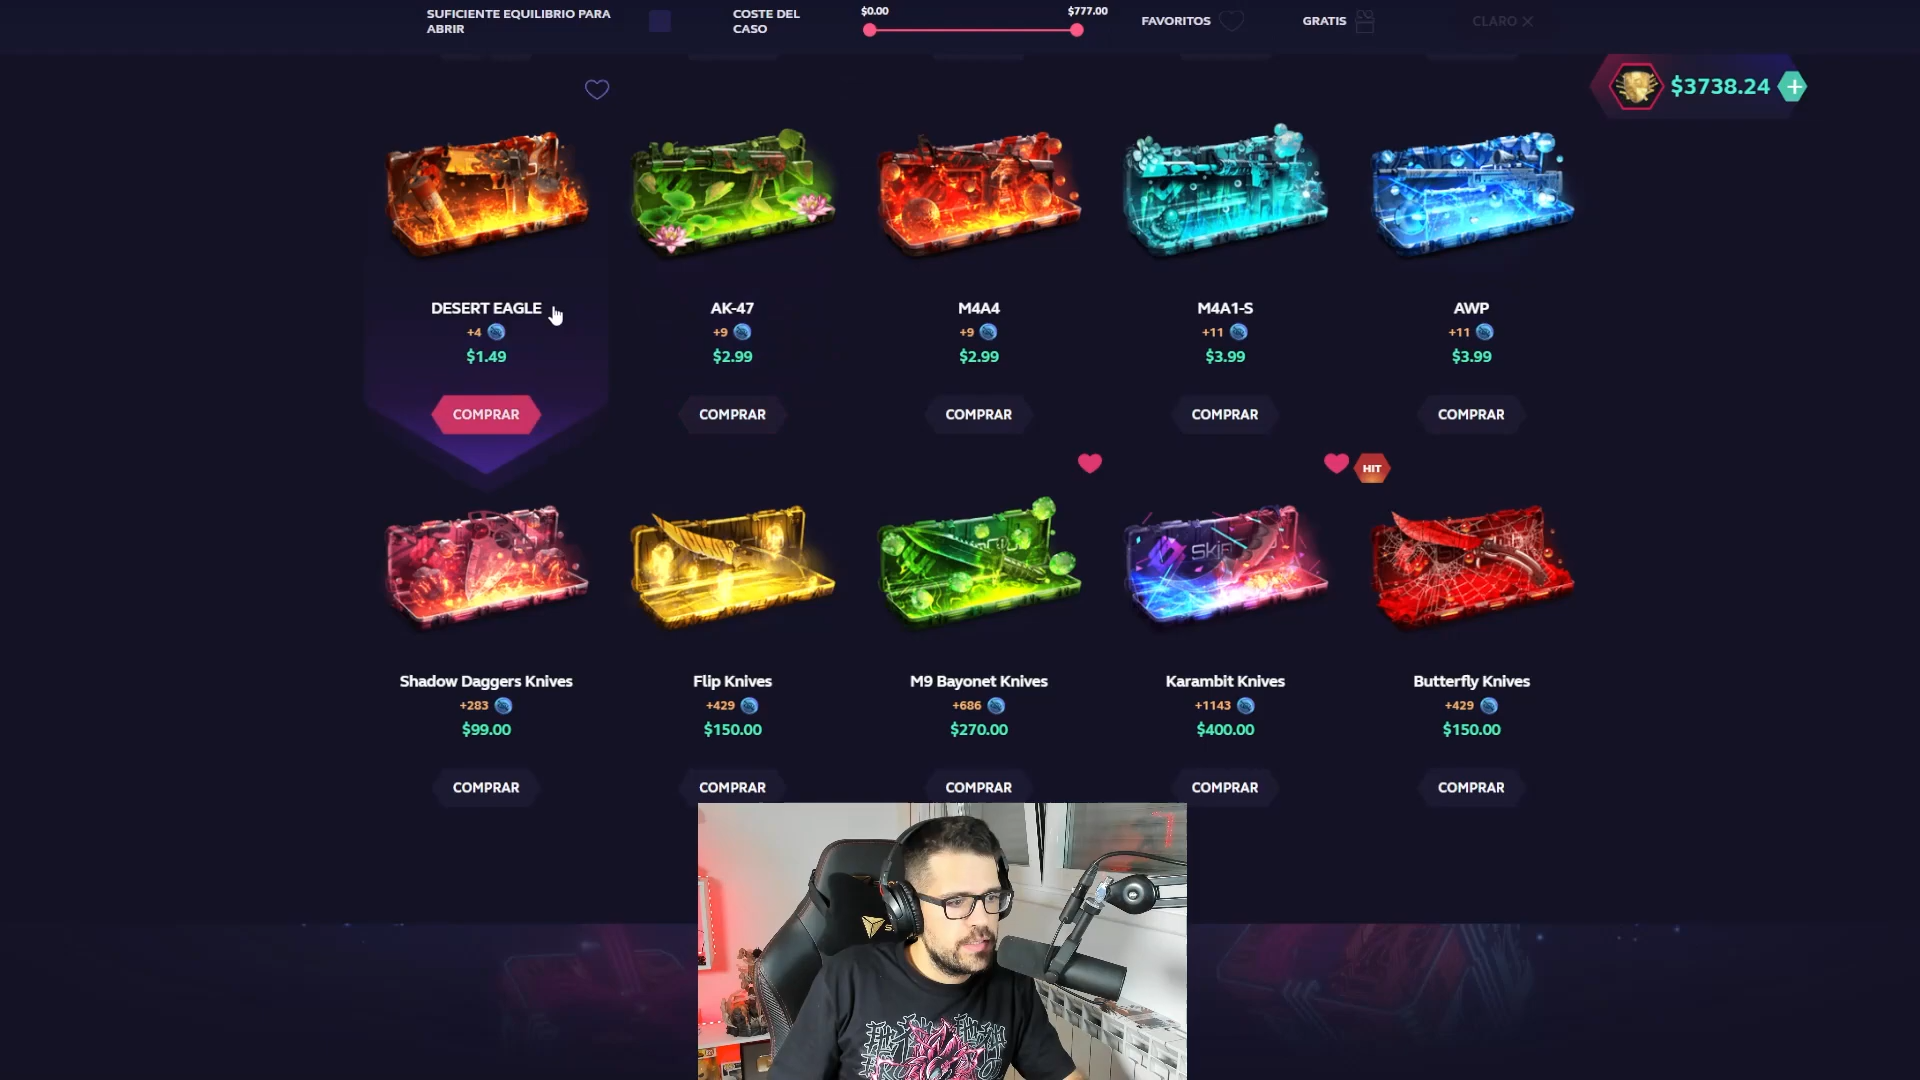 SUFICIENTE EQUILIBRIO PARA
ABRIR
COSTE DEL
CASO
$0.00
$777.00
FAVORITOS
GRATIS
CLARO
$3738.24
DESERT EAGLE
+4
$1.49
COMPRAR
AK-47
+9
$2.99
COMPRAR
M4A4
+9
$2.99
COMPRAR
M4A1-S
+11
$3.99
COMPRAR
AWP
+11
$3.99
COMPRAR
HIT
Shadow Daggers Knives
+283
$99.00
COMPRAR
Flip Knives
+429
$150.00
COMPRAR
M9 Bayonet Knives
+686
$270.00
COMPRAR
Karambit Knives
+1143
$400.00
COMPRAR
Butterfly Knives
+429
$150.00
COMPRAR